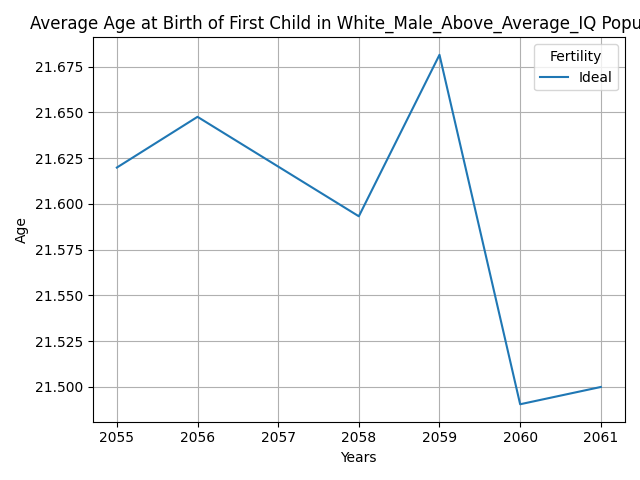 Average Age at Birth of First Child in White_Male_Above_Average_IQ Popu
Fertility
Ideal
21.675
21.650
21.625
21.600
21.575
21.550
21.525
21.500
Age
2055 2056 2057 2058 2059 2060 2061
Years